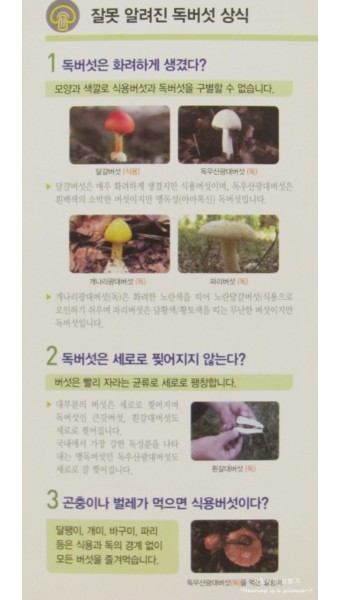 잘못 알려진 독버섯 상식
1 독버섯은 화려하게 생겼다?
모양과 색깔로 식용버섯과 독버섯을 구별할 수 없습니다.
달걀버섯 (식용)
독우산광대버섯 (독)
▶ 달걀버섯은 매우 화려하게 생겼지만 식용버섯이며, 독우산광대버섯은
흰백색의 소박한 버섯이지만 맹독성(아마톡신) 버섯입니다.
개나리광대버섯 (독)
파리버섯 (독)
▶ 개나리광대버섯(독)은 화려한 노란색을 띄어 노란달걀버섯(식용)으로
오인하기 쉬우며 파리버섯은 담황색/황토색을 띄는 무난한 버섯이지만
독버섯입니다.
2 독버섯은 세로로 찢어지지 않는다?
버섯은 빨리 자라는 균류로 세로로 팽창합니다.
▶ 대부분의 버섯은 세로로 찢어지며
독버섯인 큰갓버섯, 흰갈대버섯도
세로로 찢어집니다.
국내에서 가장 강한 독성분을 나타
내는 맹독버섯인 독우산광대버섯도
세로로 잘 찢어집니다.
흰갈대버섯 (독)
3 곤충이나 벌레가 먹으면 식용버섯이다?
달팽이, 개미, 바구미, 파리
등은 식용과 독의 경계 없이
모든 버섯을 즐겨먹습니다.
독우산광대버섯(독)을 먹은